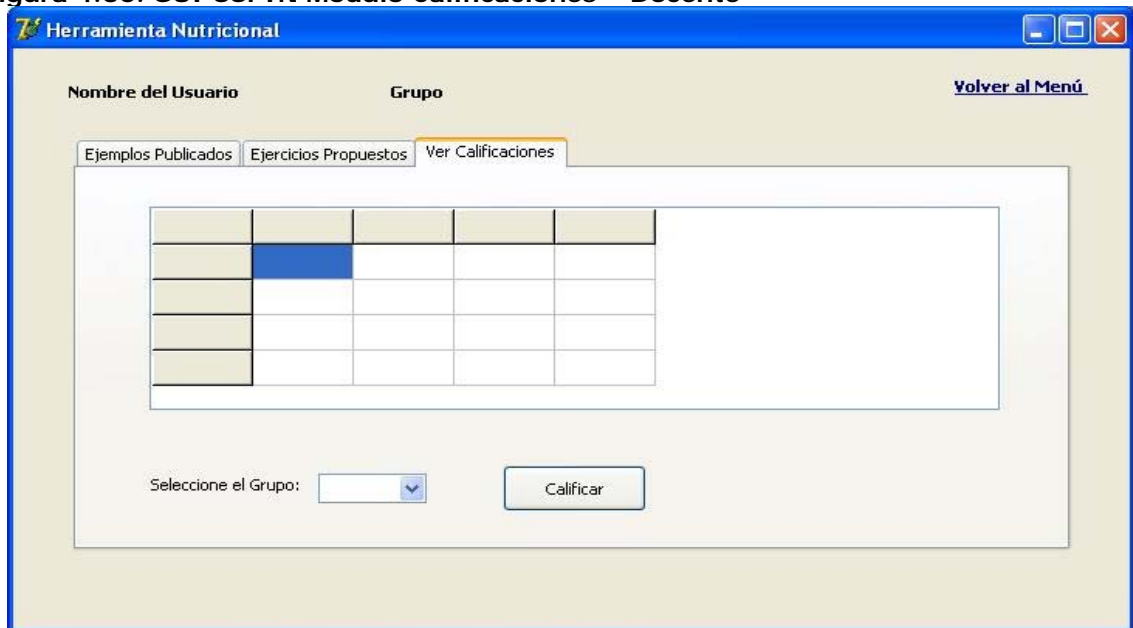 Herramienta Nutricional
Nombre del Usuario Grupo Volver al Menú
Ejemplos Publicados Ejercicios Propuestos Ver Calificaciones
Seleccione el Grupo: Calificar